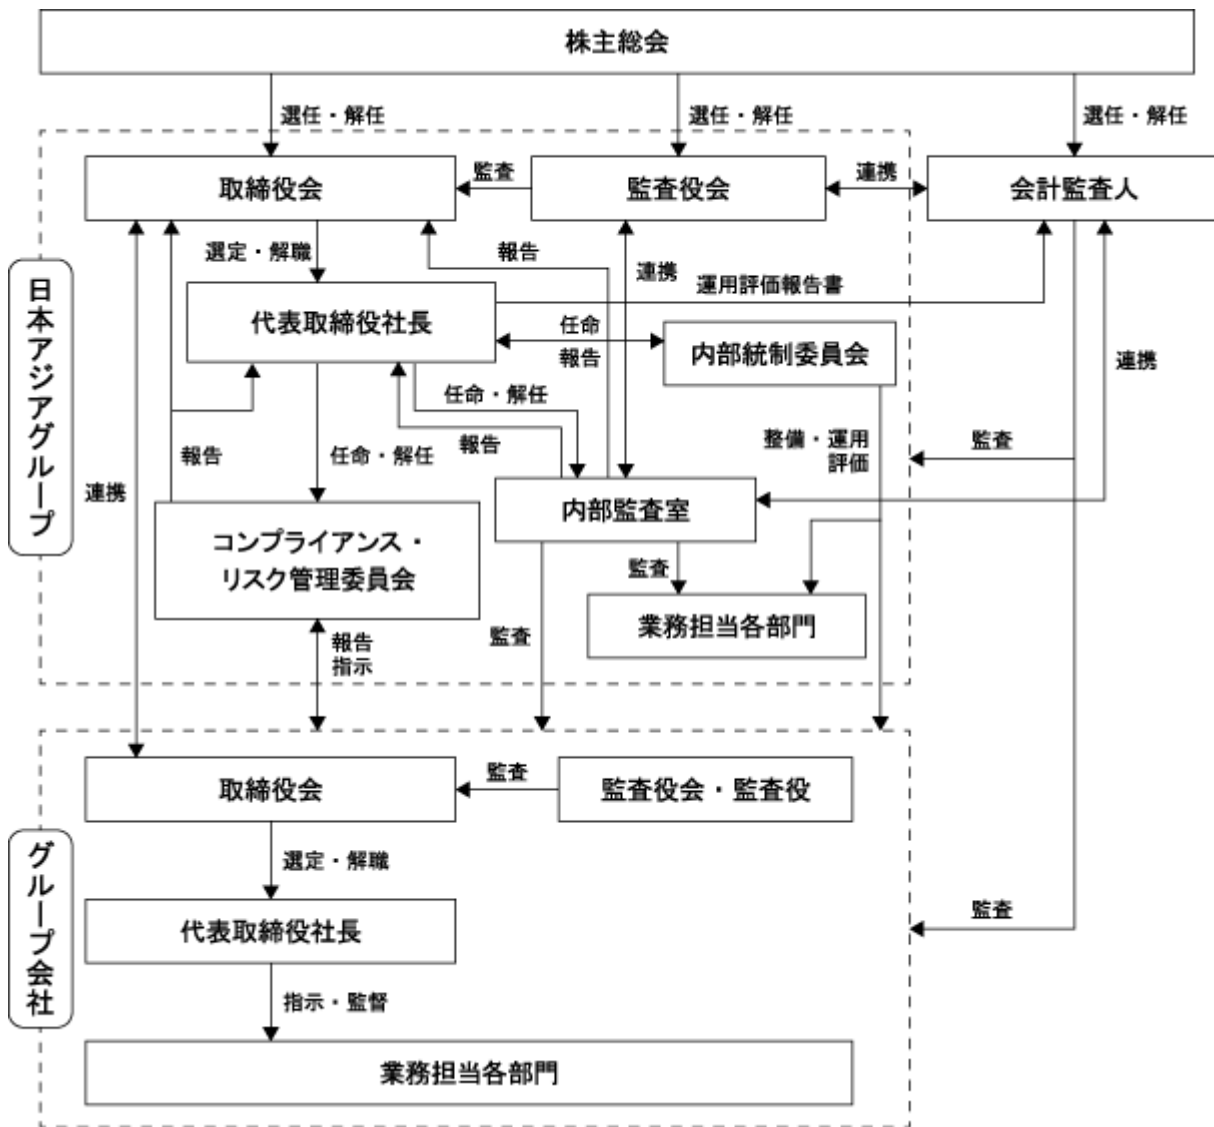 株主総会
選任・解任
選任・解任
選任・解任
取締役会
監査
監査役会
連携
会計監査人
選定・解職
報告
連携
運用評価報告書
日本アジアグループ
代表取締役社長
任命
報告
内部統制委員会
連携
任命・解任
報告
報告
任命・解任
整備・運用
評価
監査
連携
コンプライアンス・
リスク管理委員会
内部監査室
監査
業務担当各部門
監査
報告
指示
取締役会
監査
監査役会・監査役
グループ会社
選定・解職
代表取締役社長
監査
指示・監督
業務担当各部門